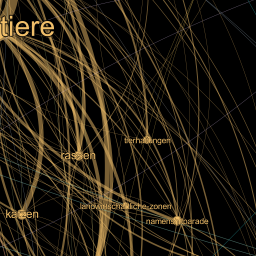 tiere
tierhaltungen
rassen
landwirtschaftliche-zonen
katzen
namensparade